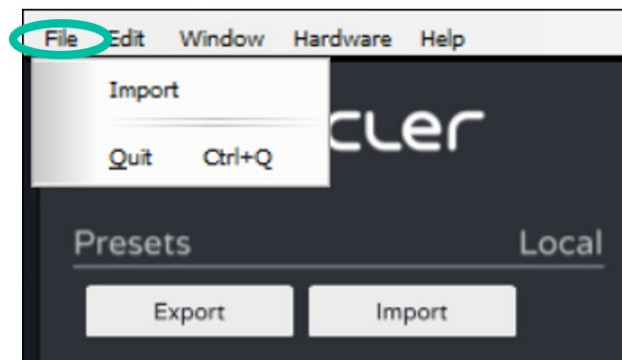 File Edit Window Hardware Help
Import
Quit Ctrl+Q
cler
Presets Local
Export Import